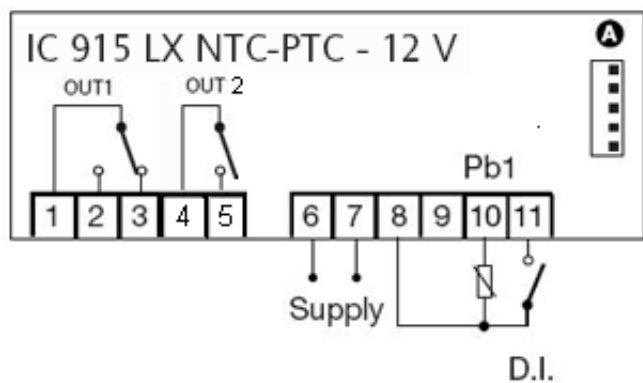 IC 915 LX NTC-PTC - 12 V
A
OUT1
OUT 2
Pb1
1 2 3 4 5 6 7 8 9 10 11
Supply
D.I.